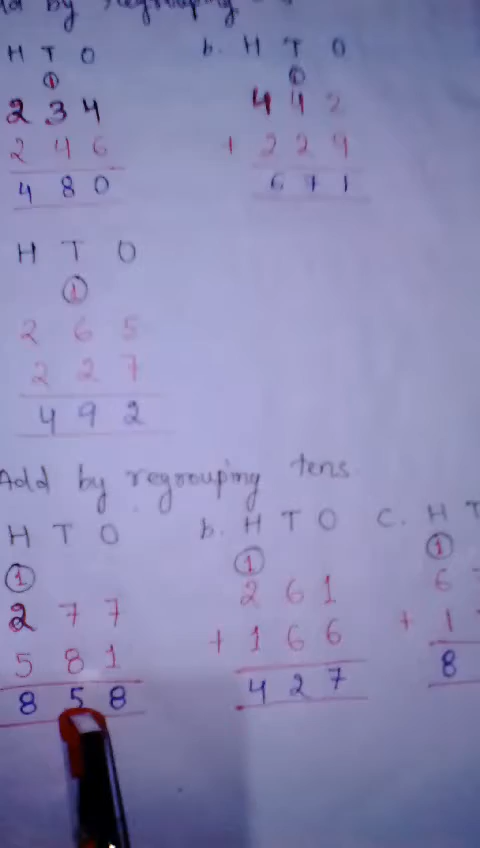 dd by regrouping
H T O
①
2 3 4
2 4 6
4 8 0
b. H T O
①
4 4 2
+ 2 2 9
6 7 1
H T O
①
2 6 5
2 2 7
4 9 2
Add by regrouping tens
H T O
①
2 7 7
5 8 1
8 5 8
b. H T O
①
2 6 1
+ 1 6 6
4 2 7
C. H T
①
6
+ 1
8